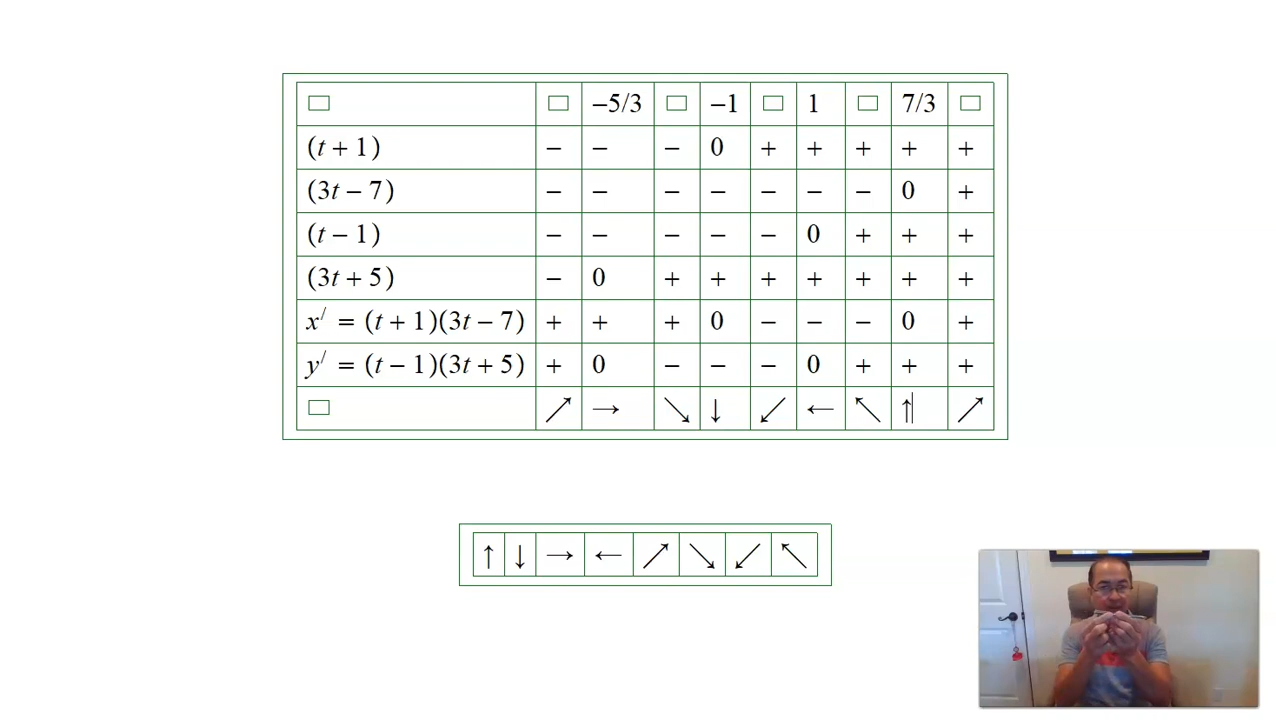 □ □ −5/3 □ −1 □ 1 □ 7/3 □
(t + 1) − − − 0 + + + + +
(3t − 7) − − − − − − − 0 +
(t − 1) − − − − − 0 + + +
(3t + 5) − 0 + + + + + + +
x′ = (t + 1)(3t − 7) + + + 0 − − − 0 +
y′ = (t − 1)(3t + 5) + 0 − − − 0 + + +
□ ↗ → ↘ ↓ ↙ ← ↖ ↑ ↗
↑ ↓ → ← ↗ ↘ ↙ ↖